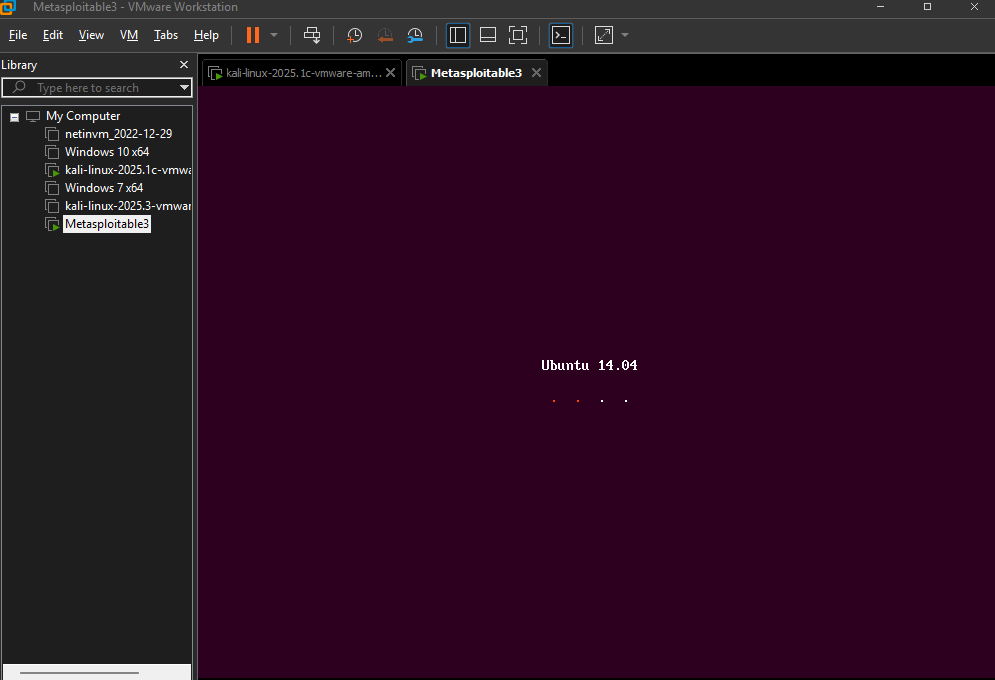 Metasploitable3 - VMware Workstation
File Edit View VM Tabs Help
Library
Type here to search
My Computer
netinvm_2022-12-29
Windows 10 x64
kali-linux-2025.1c-vmwa
Windows 7 x64
kali-linux-2025.3-vmwar
Metasploitable3
kali-linux-2025.1c-vmware-am...
Metasploitable3
Ubuntu 14.04